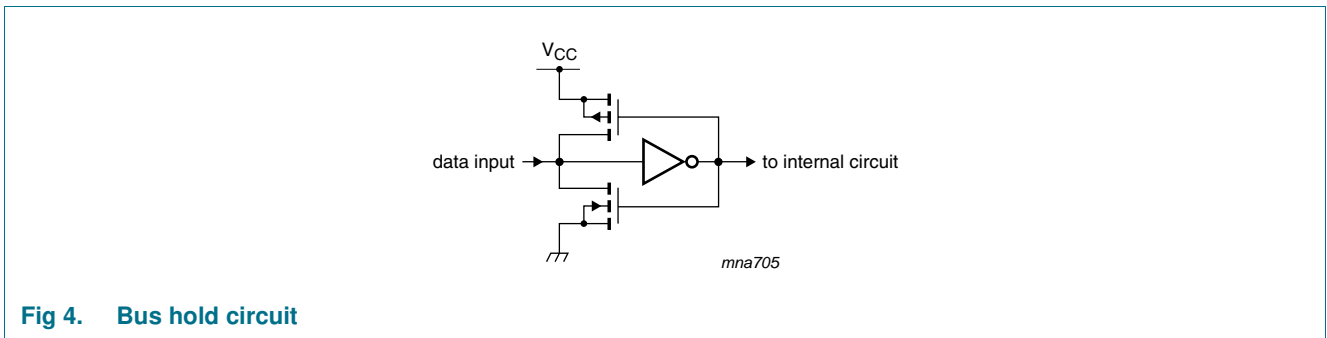 VCC
data input
to internal circuit
mna705
Fig 4. Bus hold circuit